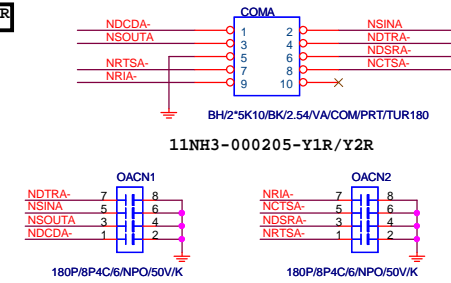 R
COMA
NDCDA- 1 2 NSINA
NSOUTA 3 4 NDTRA-
5 6 NDSRA-
NRTSA- 7 8 NCTSA-
NRIA- 9 10
BH/2*5K10/BK/2.54/VA/COM/PRT/TUR180
11NH3-000205-Y1R/Y2R
OACN1
NDTRA- 7 8
NSINA 5 6
NSOUTA 3 4
NDCDA- 1 2
180P/8P4C/6/NPO/50V/K
OACN2
NRIA- 7 8
NCTSA- 5 6
NDSRA- 3 4
NRTSA- 1 2
180P/8P4C/6/NPO/50V/K